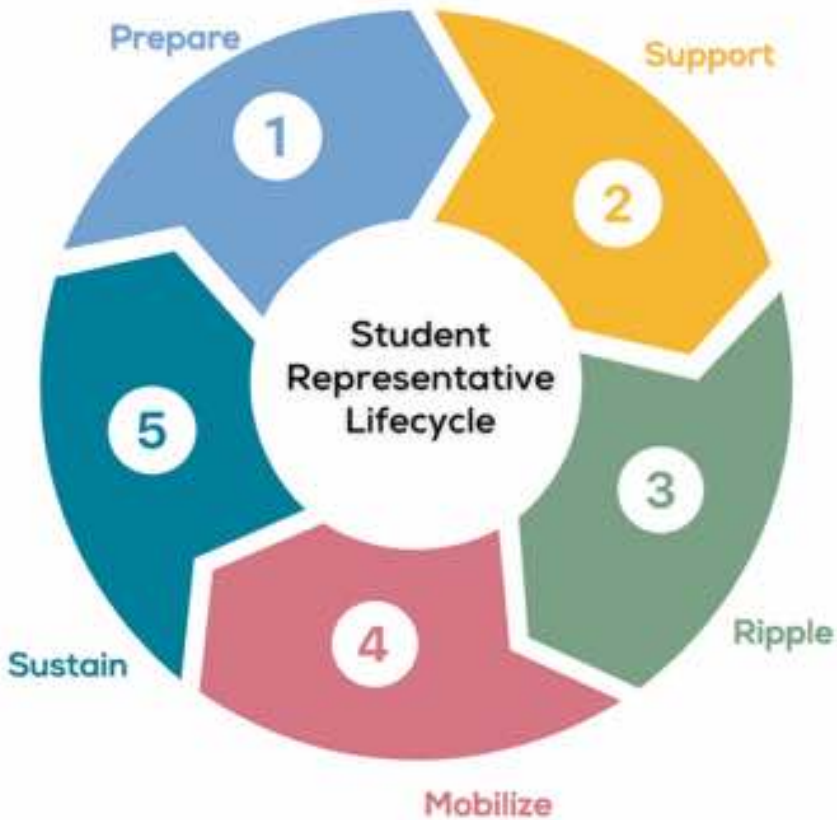 Prepare
1
Support
2
3
Ripple
4
Mobilize
5
Sustain
Student
Representative
Lifecycle